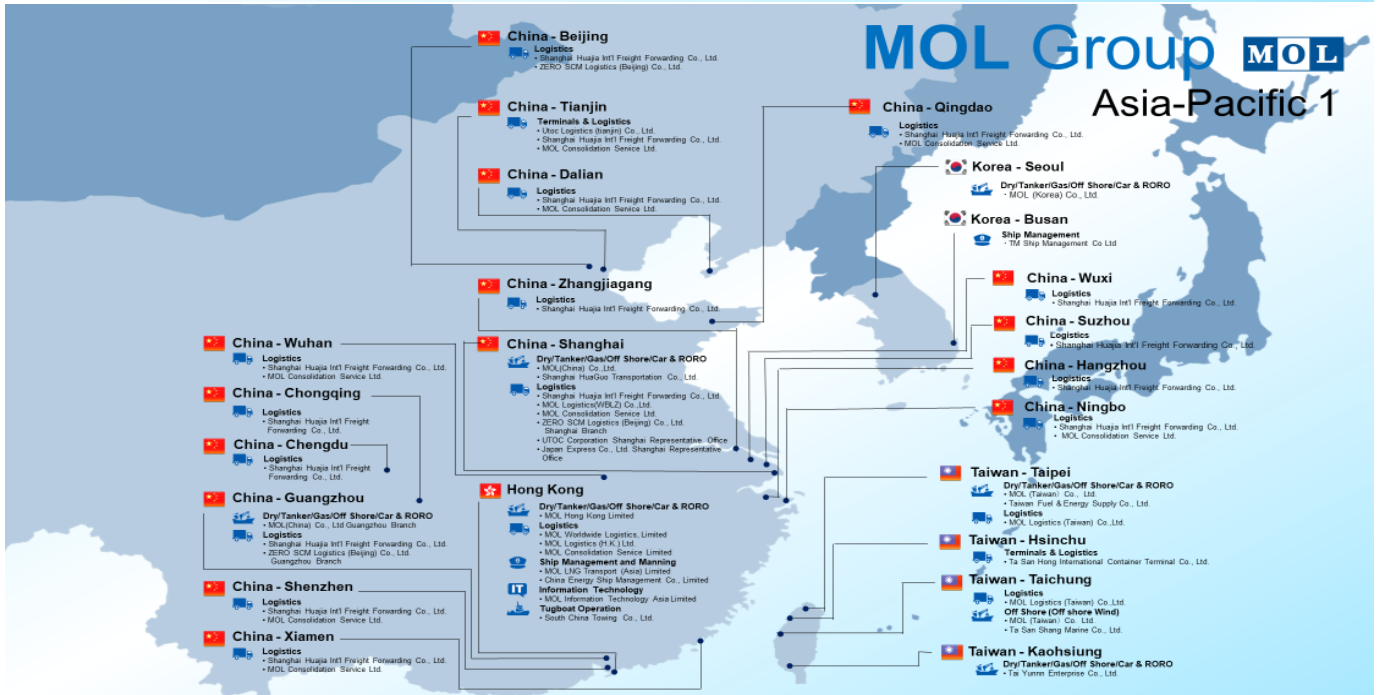 MOL Group MOL
Asia-Pacific 1
China - Beijing
Logistics
• Shanghai Huajia Int'l Freight Forwarding Co., Ltd.
• ZERO SCM Logistics (Beijing) Co., Ltd.
China - Tianjin
Terminals & Logistics
• Utoc Logistics (tianjin) Co., Ltd.
• Shanghai Huajia Int'l Freight Forwarding Co., Ltd.
• MOL Consolidation Service Ltd.
China - Dalian
Logistics
• Shanghai Huajia Int'l Freight Forwarding Co., Ltd.
• MOL Consolidation Service Ltd.
China - Zhangjiagang
Logistics
• Shanghai Huajia Int'l Freight Forwarding Co., Ltd.
China - Shanghai
Dry/Tanker/Gas/Off Shore/Car & RORO
• MOL(China) Co.,Ltd.
• Shanghai HuaGuo Transportation Co., Ltd.
Logistics
• Shanghai Huajia Int'l Freight Forwarding Co., Ltd.
• MOL Logistics(WBLZ) Co.,Ltd.
• MOL Consolidation Service Ltd.
• ZERO SCM Logistics (Beijing) Co., Ltd.
Shanghai Branch
• UTOC Corporation Shanghai Representative Office
• Japan Express Co., Ltd. Shanghai Representative
Office
Hong Kong
Dry/Tanker/Gas/Off Shore/Car & RORO
• MOL Hong Kong Limited
Logistics
• MOL Worldwide Logistics, Limited
• MOL Logistics (H.K.) Ltd.
• MOL Consolidation Service Limited
Ship Management and Manning
• MOL LNG Transport (Asia) Limited
• China Energy Ship Management Co., Limited
IT
Information Technology
• MOL Information Technology Asia Limited
Tugboat Operation
• South China Towing Co., Ltd.
China - Wuhan
Logistics
• Shanghai Huajia Int'l Freight Forwarding Co., Ltd.
• MOL Consolidation Service Ltd.
China - Chongqing
Logistics
• Shanghai Huajia Int'l Freight
Forwarding Co., Ltd.
China - Chengdu
Logistics
• Shanghai Huajia Int'l Freight
Forwarding Co., Ltd.
China - Guangzhou
Dry/Tanker/Gas/Off Shore/Car & RORO
• MOL(China) Co., Ltd Guangzhou Branch
Logistics
• Shanghai Huajia Int'l Freight Forwarding Co., Ltd.
• ZERO SCM Logistics (Beijing) Co., Ltd.
Guangzhou Branch
China - Shenzhen
Logistics
• Shanghai Huajia Int'l Freight Forwarding Co., Ltd.
• MOL Consolidation Service Ltd.
China - Xiamen
Logistics
• Shanghai Huajia Int'l Freight Forwarding Co., Ltd.
• MOL Consolidation Service Ltd.
China - Qingdao
Logistics
• Shanghai Huajia Int'l Freight Forwarding Co., Ltd.
• MOL Consolidation Service Ltd.
Korea - Seoul
Dry/Tanker/Gas/Off Shore/Car & RORO
• MOL (Korea) Co., Ltd.
Korea - Busan
Ship Management
• TM Ship Management Co Ltd
China - Wuxi
Logistics
• Shanghai Huajia Int'l Freight Forwarding Co., Ltd.
China - Suzhou
Logistics
• Shanghai Huajia Int'l Freight Forwarding Co., Ltd.
China - Hangzhou
Logistics
• Shanghai Huajia Int'l Freight Forwarding Co., Ltd.
China - Ningbo
Logistics
• Shanghai Huajia Int'l Freight Forwarding Co., Ltd.
• MOL Consolidation Service Ltd.
Taiwan - Taipei
Dry/Tanker/Gas/Off Shore/Car & RORO
• MOL (Taiwan) Co., Ltd.
• Taiwan Fuel & Energy Supply Co., Ltd.
Logistics
• MOL Logistics (Taiwan) Co.,Ltd.
Taiwan - Hsinchu
Terminals & Logistics
• Ta San Hong International Container Terminal Co., Ltd.
Taiwan - Taichung
Logistics
• MOL Logistics (Taiwan) Co.,Ltd.
Off Shore (Off shore Wind)
• MOL (Taiwan) Co. Ltd.
• Ta San Shang Marine Co., Ltd.
Taiwan - Kaohsiung
Dry/Tanker/Gas/Off Shore/Car & RORO
• Tai Yunnn Enterprise Co., Ltd.